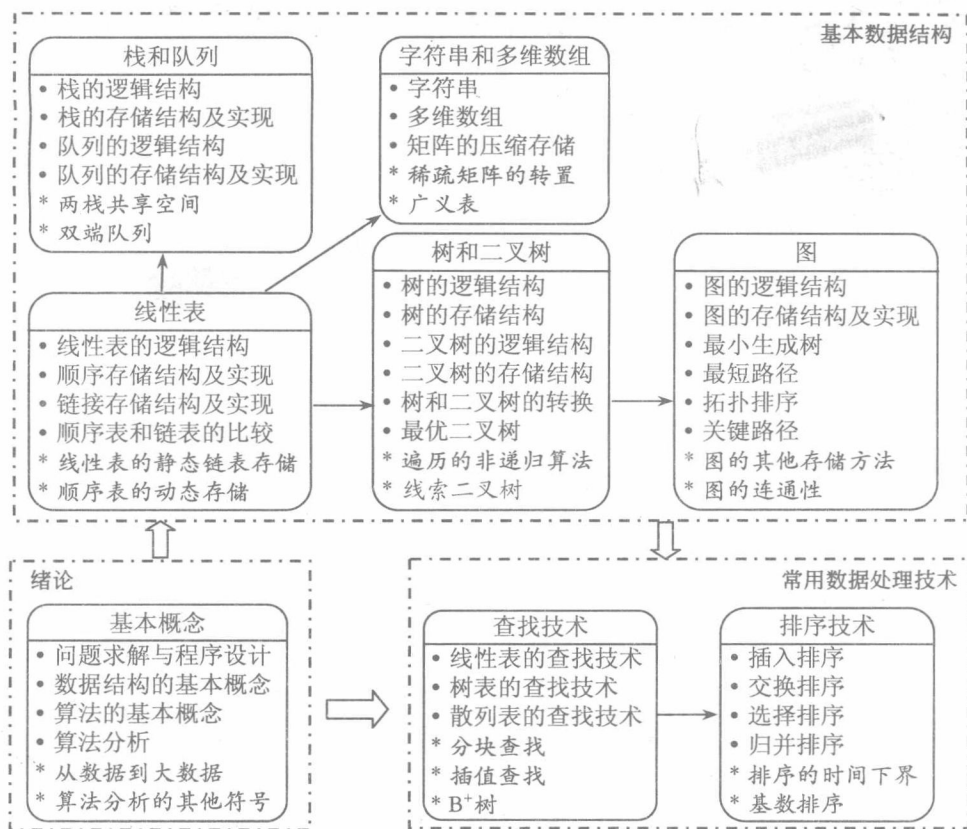 基本数据结构
栈和队列
• 栈的逻辑结构
• 栈的存储结构及实现
• 队列的逻辑结构
• 队列的存储结构及实现
* 两栈共享空间
* 双端队列
字符串和多维数组
• 字符串
• 多维数组
• 矩阵的压缩存储
* 稀疏矩阵的转置
* 广义表
线性表
• 线性表的逻辑结构
• 顺序存储结构及实现
• 链接存储结构及实现
• 顺序表和链表的比较
* 线性表的静态链表存储
* 顺序表的动态存储
树和二叉树
• 树的逻辑结构
• 树的存储结构
• 二叉树的逻辑结构
• 二叉树的存储结构
• 树和二叉树的转换
• 最优二叉树
* 遍历的非递归算法
* 线索二叉树
图
• 图的逻辑结构
• 图的存储结构及实现
• 最小生成树
• 最短路径
• 拓扑排序
• 关键路径
* 图的其他存储方法
* 图的连通性
绪论
基本概念
• 问题求解与程序设计
• 数据结构的基本概念
• 算法的基本概念
• 算法分析
* 从数据到大数据
* 算法分析的其他符号
常用数据处理技术
查找技术
• 线性表的查找技术
• 树表的查找技术
• 散列表的查找技术
* 分块查找
* 插值查找
* B⁺树
排序技术
• 插入排序
• 交换排序
• 选择排序
• 归并排序
* 排序的时间下界
* 基数排序